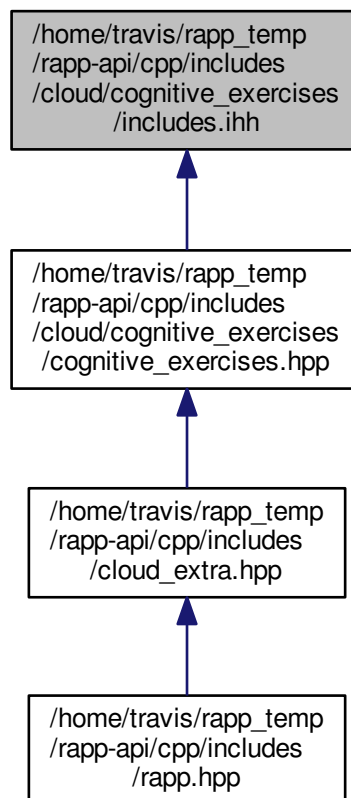 /home/travis/rapp_temp
/rapp-api/cpp/includes
/cloud/cognitive_exercises
/includes.ihh
/home/travis/rapp_temp
/rapp-api/cpp/includes
/cloud/cognitive_exercises
/cognitive_exercises.hpp
/home/travis/rapp_temp
/rapp-api/cpp/includes
/cloud_extra.hpp
/home/travis/rapp_temp
/rapp-api/cpp/includes
/rapp.hpp